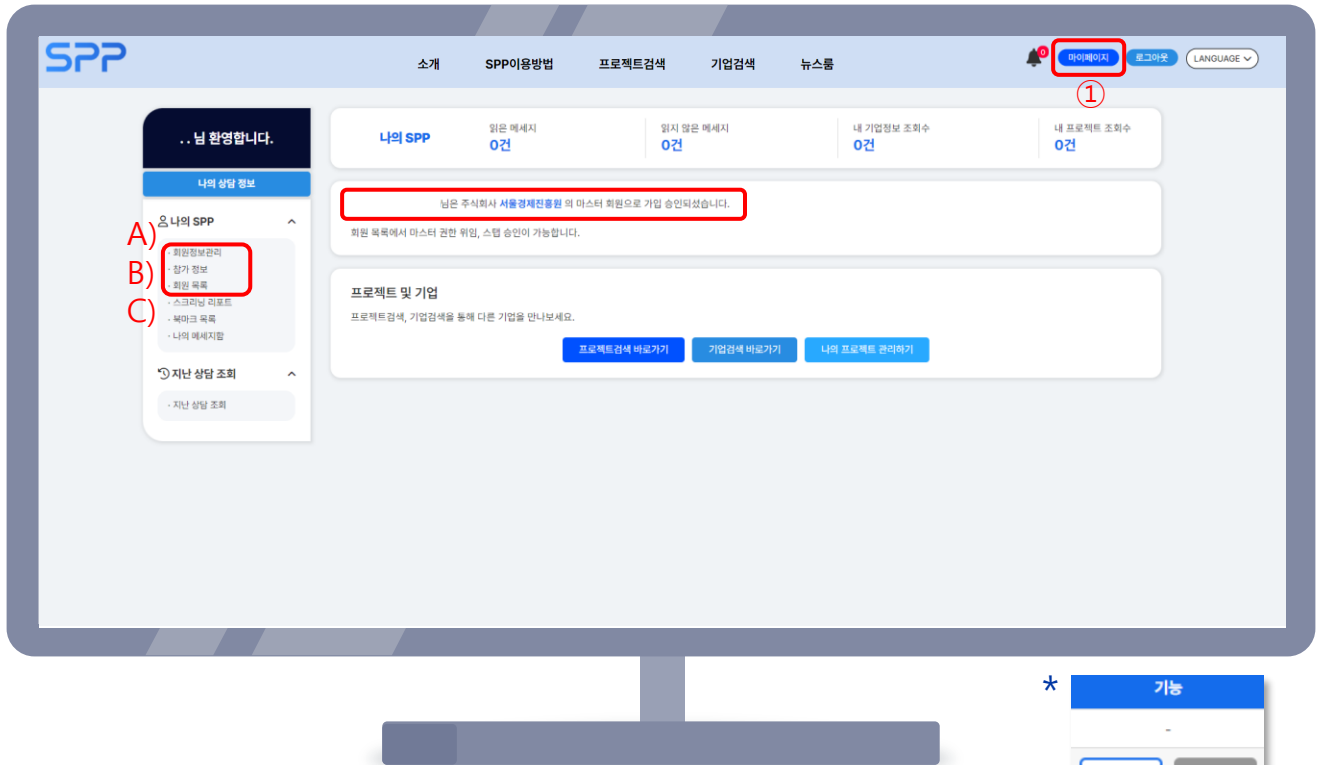 SPP
소개 SPP이용방법 프로젝트검색 기업검색 뉴스룸
0 마이페이지 로그아웃 LANGUAGE
①
. . 님 환영합니다.
나의 상담 정보
나의 SPP
A)
B)
C)
· 회원정보관리
· 참가 정보
· 회원 목록
· 스크리닝 리포트
· 북마크 목록
· 나의 메세지함
지난 상담 조회
· 지난 상담 조회
나의 SPP
읽은 메세지
0건
읽지 않은 메세지
0건
내 기업정보 조회수
0건
내 프로젝트 조회수
0건
님은 주식회사 서울경제진흥원 의 마스터 회원으로 가입 승인되셨습니다.
회원 목록에서 마스터 권한 위임, 스텝 승인이 가능합니다.
프로젝트 및 기업
프로젝트검색, 기업검색을 통해 다른 기업을 만나보세요.
프로젝트검색 바로가기 기업검색 바로가기 나의 프로젝트 관리하기
*
기능
-